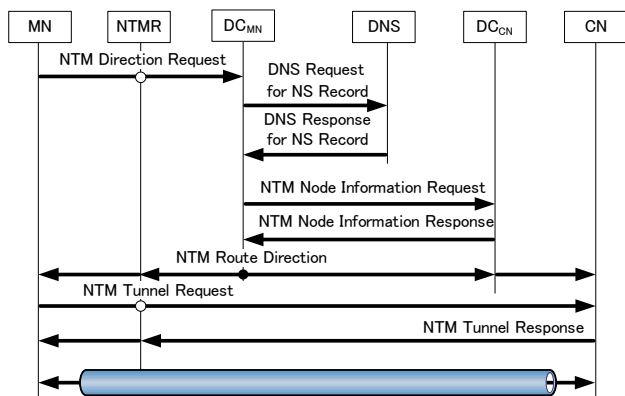 MN NTMR DCMN DNS DCCN CN
NTM Direction Request
DNS Request
for NS Record
DNS Response
for NS Record
NTM Node Information Request
NTM Node Information Response
NTM Route Direction
NTM Tunnel Request
NTM Tunnel Response